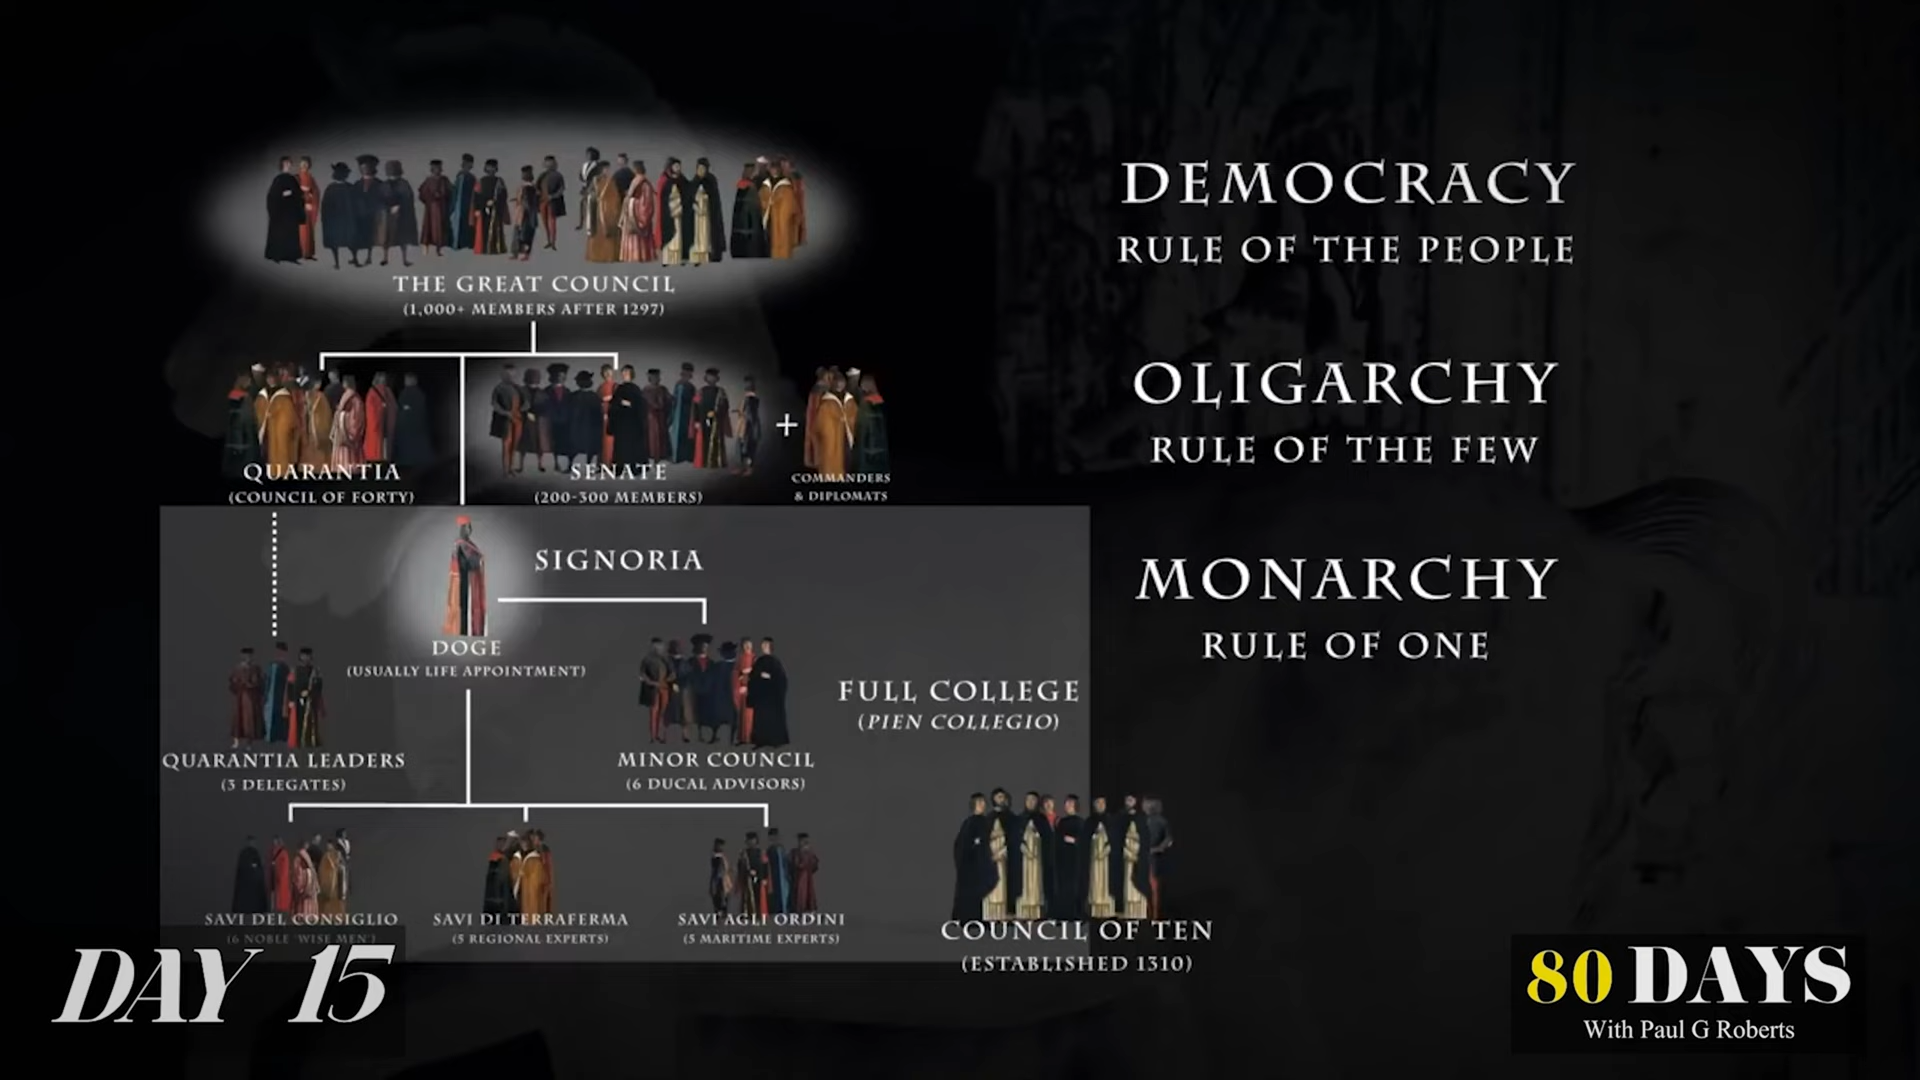 THE GREAT COUNCIL
(1,000+ MEMBERS AFTER 1297)
QUARANTIA
(COUNCIL OF FORTY)
SENATE
(200-300 MEMBERS)
+
COMMANDERS
& DIPLOMATS
SIGNORIA
DOGE
(USUALLY LIFE APPOINTMENT)
QUARANTIA LEADERS
(3 DELEGATES)
MINOR COUNCIL
(6 DUCAL ADVISORS)
FULL COLLEGE
(PIEN COLLEGIO)
SAVI DEL CONSIGLIO
(6 NOBLE 'WISE MEN')
SAVI DI TERRAFERMA
(5 REGIONAL EXPERTS)
SAVI AGLI ORDINI
(5 MARITIME EXPERTS)
COUNCIL OF TEN
(ESTABLISHED 1310)
DEMOCRACY
RULE OF THE PEOPLE
OLIGARCHY
RULE OF THE FEW
MONARCHY
RULE OF ONE
DAY 15
80 DAYS
With Paul G Roberts